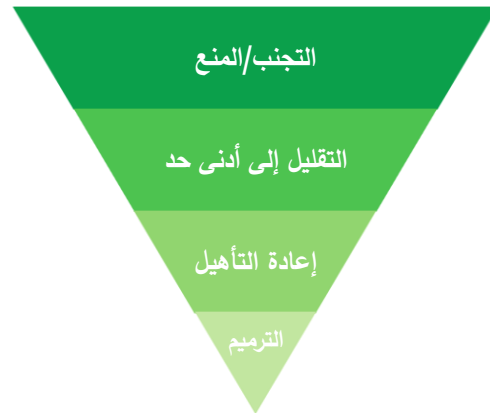 التجنب/المنع
التقليل إلى أدنى حد
إعادة التأهيل
الترميم